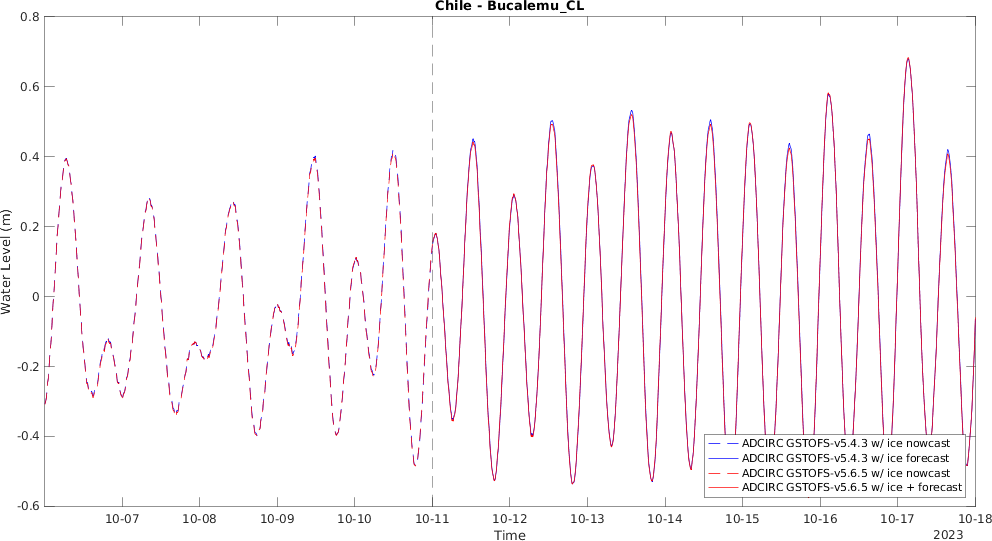 Chile - Bucalemu_CL
Water Level (m)
0.8
0.6
0.4
0.2
0
-0.2
-0.4
-0.6
ADCIRC GSTOFS-v5.4.3 w/ ice nowcast
ADCIRC GSTOFS-v5.4.3 w/ ice forecast
ADCIRC GSTOFS-v5.6.5 w/ ice nowcast
ADCIRC GSTOFS-v5.6.5 w/ ice + forecast
10-07 10-08 10-09 10-10 10-11 10-12 10-13 10-14 10-15 10-16 10-17 10-18
Time
2023